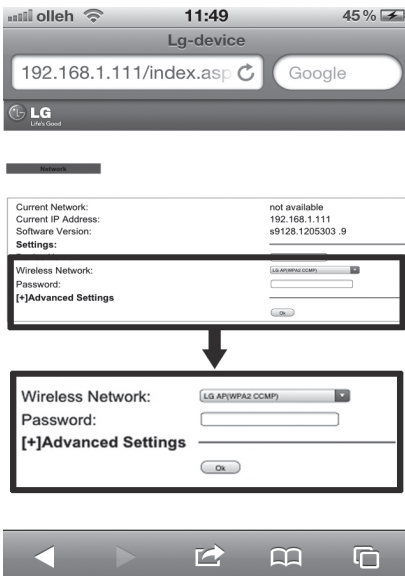 olleh 11:49 45 %
Lg-device
192.168.1.111/index.asp Google
LG
Life's Good
Network
Current Network: not available
Current IP Address: 192.168.1.111
Software Version: s9128.1205303 .9
Settings:
Wireless Network: LG AP(WPA2 CCMP)
Password:
[+]Advanced Settings
Ok
Wireless Network: LG AP(WPA2 CCMP)
Password:
[+]Advanced Settings
Ok